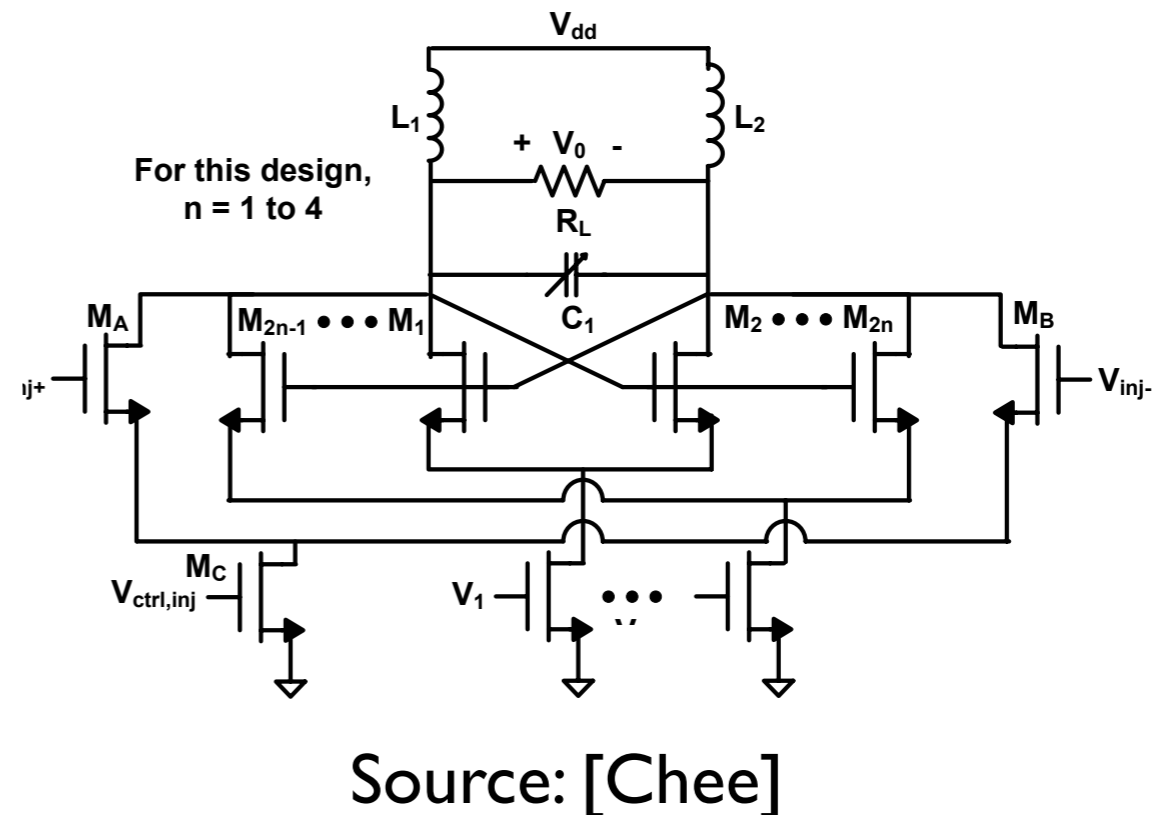 Vdd
L1
L2
+ V0 -
For this design,
n = 1 to 4
RL
C1
MA
M2n-1 ••• M1
M2 ••• M2n
MB
Vinj-
MC
Vctrl,inj
V1
•••
Source: [Chee]